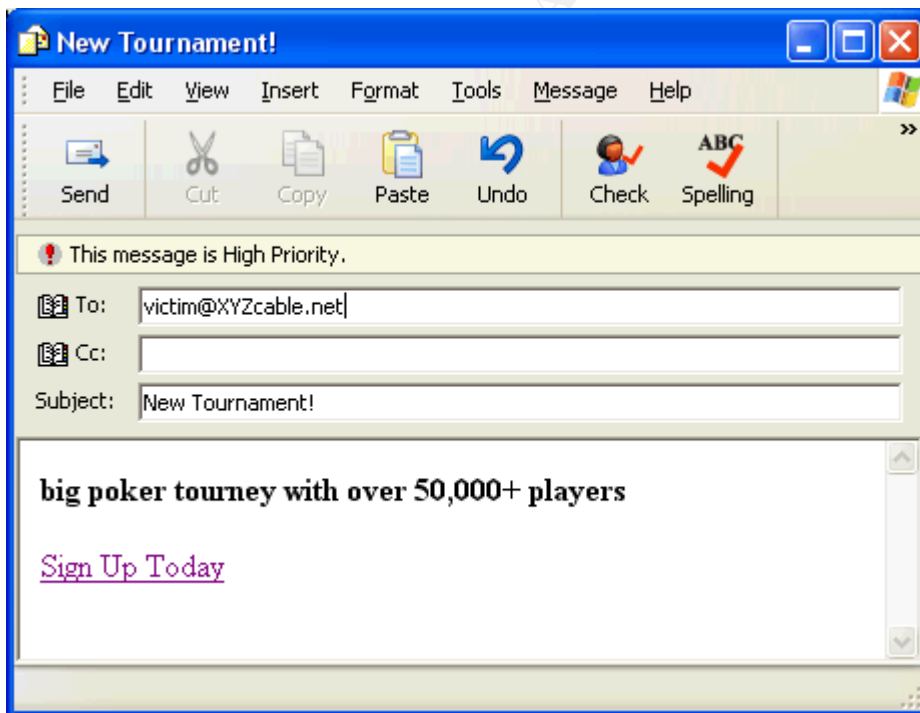 New Tournament!
File Edit View Insert Format Tools Message Help
Send Cut Copy Paste Undo Check ABC Spelling
This message is High Priority.
To: victim@XYZcable.net
Cc:
Subject: New Tournament!
big poker tourney with over 50,000+ players
Sign Up Today